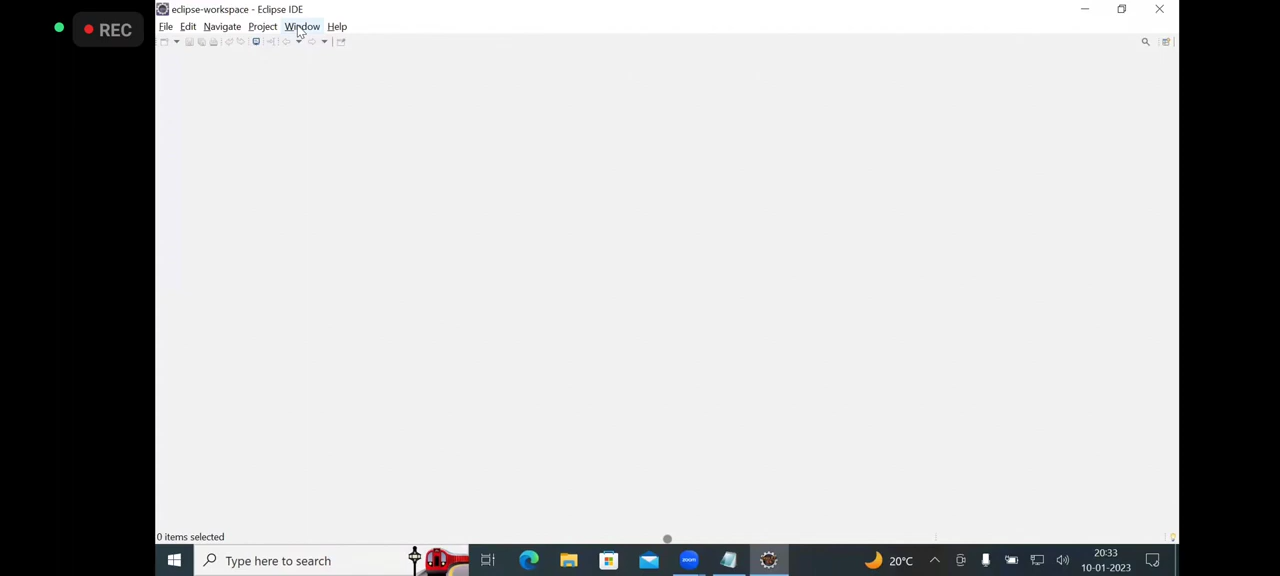 eclipse-workspace - Eclipse IDE
REC
File Edit Navigate Project Window Help
0 items selected
Type here to search
zoom
20°C
20:33
10-01-2023